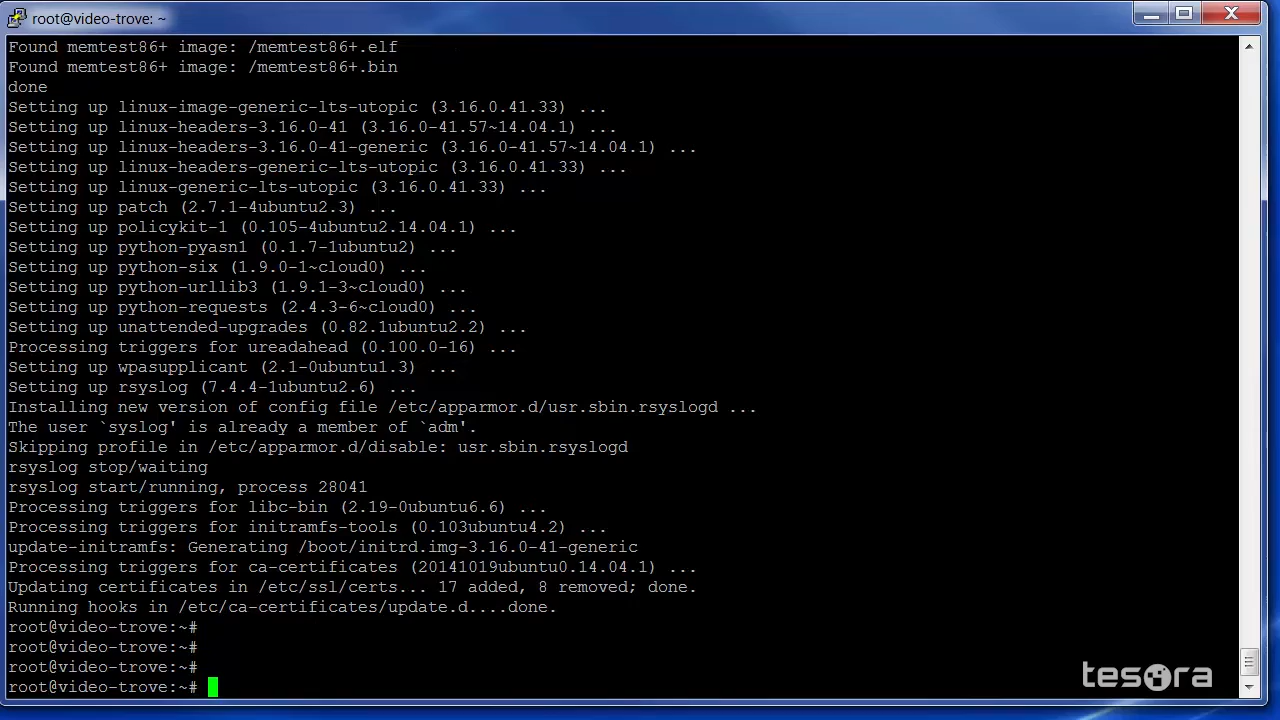 root@video-trove: ~
Found memtest86+ image: /memtest86+.elf
Found memtest86+ image: /memtest86+.bin
done
Setting up linux-image-generic-lts-utopic (3.16.0.41.33) ...
Setting up linux-headers-3.16.0-41 (3.16.0-41.57~14.04.1) ...
Setting up linux-headers-3.16.0-41-generic (3.16.0-41.57~14.04.1) ...
Setting up linux-headers-generic-lts-utopic (3.16.0.41.33) ...
Setting up linux-generic-lts-utopic (3.16.0.41.33) ...
Setting up patch (2.7.1-4ubuntu2.3) ...
Setting up policykit-1 (0.105-4ubuntu2.14.04.1) ...
Setting up python-pyasn1 (0.1.7-1ubuntu2) ...
Setting up python-six (1.9.0-1~cloud0) ...
Setting up python-urllib3 (1.9.1-3~cloud0) ...
Setting up python-requests (2.4.3-6~cloud0) ...
Setting up unattended-upgrades (0.82.1ubuntu2.2) ...
Processing triggers for ureadahead (0.100.0-16) ...
Setting up wpasupplicant (2.1-0ubuntu1.3) ...
Setting up rsyslog (7.4.4-1ubuntu2.6) ...
Installing new version of config file /etc/apparmor.d/usr.sbin.rsyslogd ...
The user `syslog' is already a member of `adm'.
Skipping profile in /etc/apparmor.d/disable: usr.sbin.rsyslogd
rsyslog stop/waiting
rsyslog start/running, process 28041
Processing triggers for libc-bin (2.19-0ubuntu6.6) ...
Processing triggers for initramfs-tools (0.103ubuntu4.2) ...
update-initramfs: Generating /boot/initrd.img-3.16.0-41-generic
Processing triggers for ca-certificates (20141019ubuntu0.14.04.1) ...
Updating certificates in /etc/ssl/certs... 17 added, 8 removed; done.
Running hooks in /etc/ca-certificates/update.d....done.
root@video-trove:~#
root@video-trove:~#
root@video-trove:~#
root@video-trove:~#
tesora